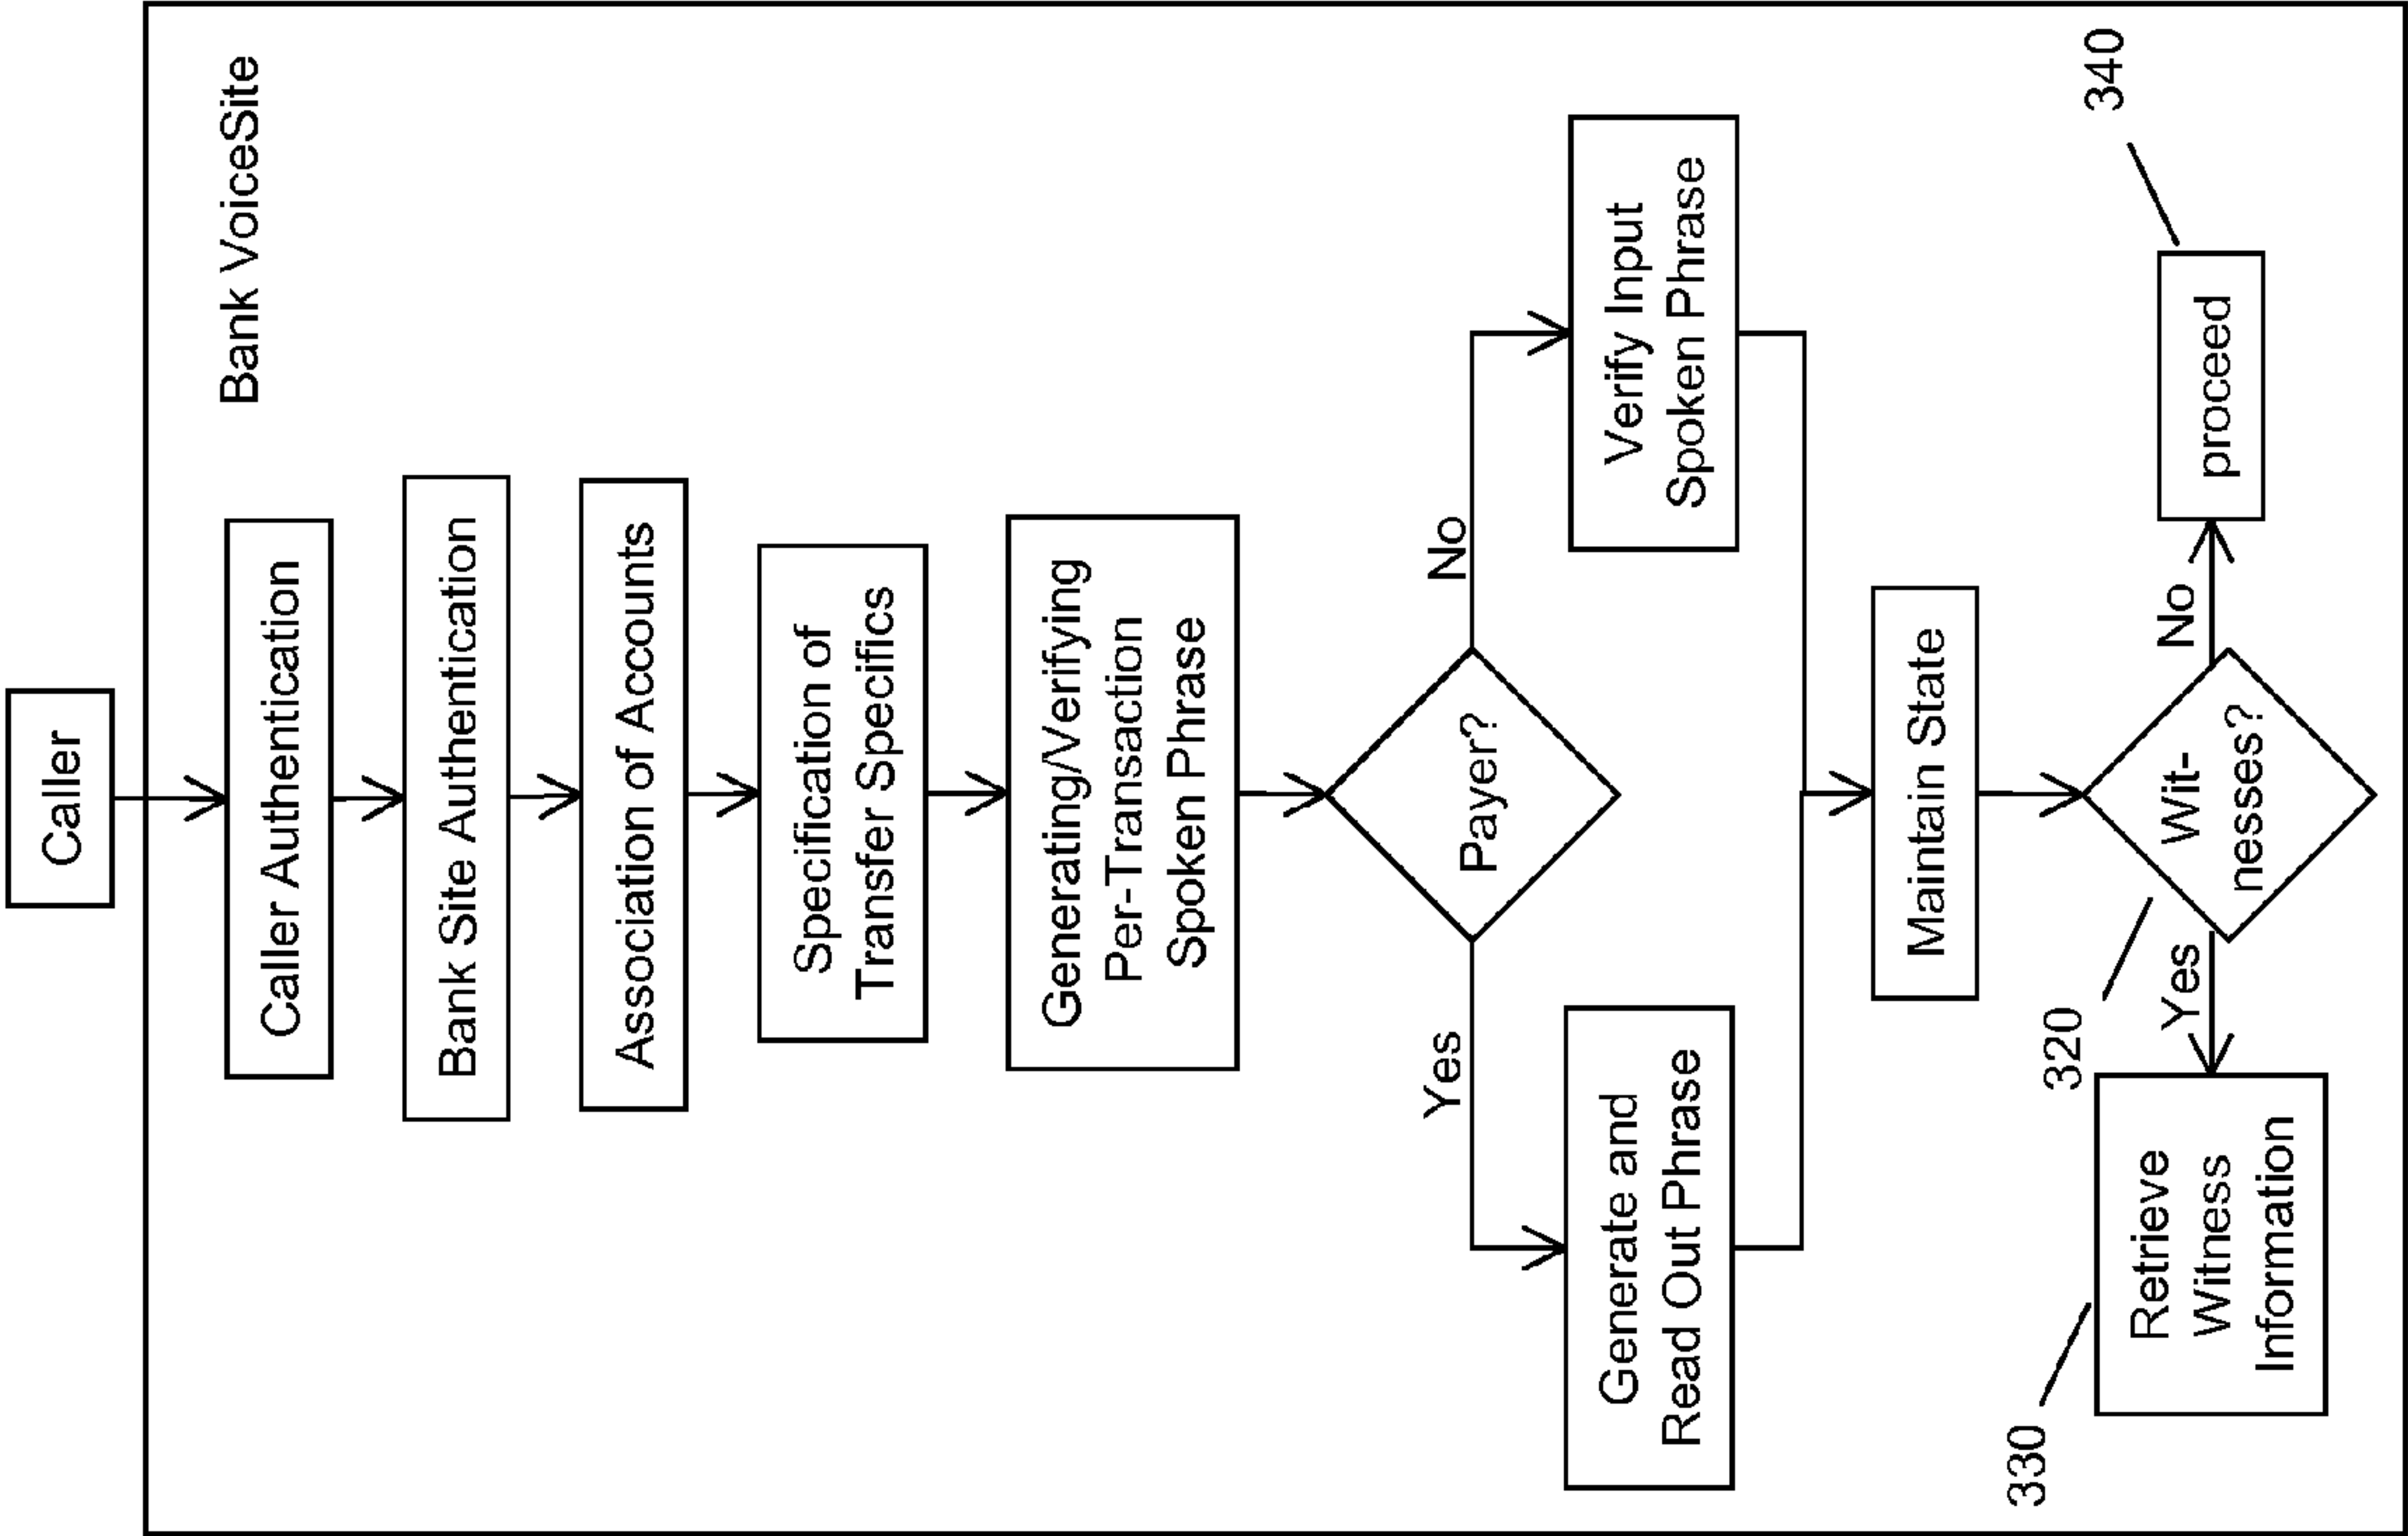 Caller
Bank VoiceSite
Caller Authentication
Bank Site Authentication
Association of Accounts
Specification of
Transfer Specifics
Generating/Verifying
Per-Transaction
Spoken Phrase
Payer?
Yes
No
Generate and
Read Out Phrase
Verify Input
Spoken Phrase
Maintain State
320
Wit-
nesses?
Yes
No
330
Retrieve
Witness
Information
340
proceed